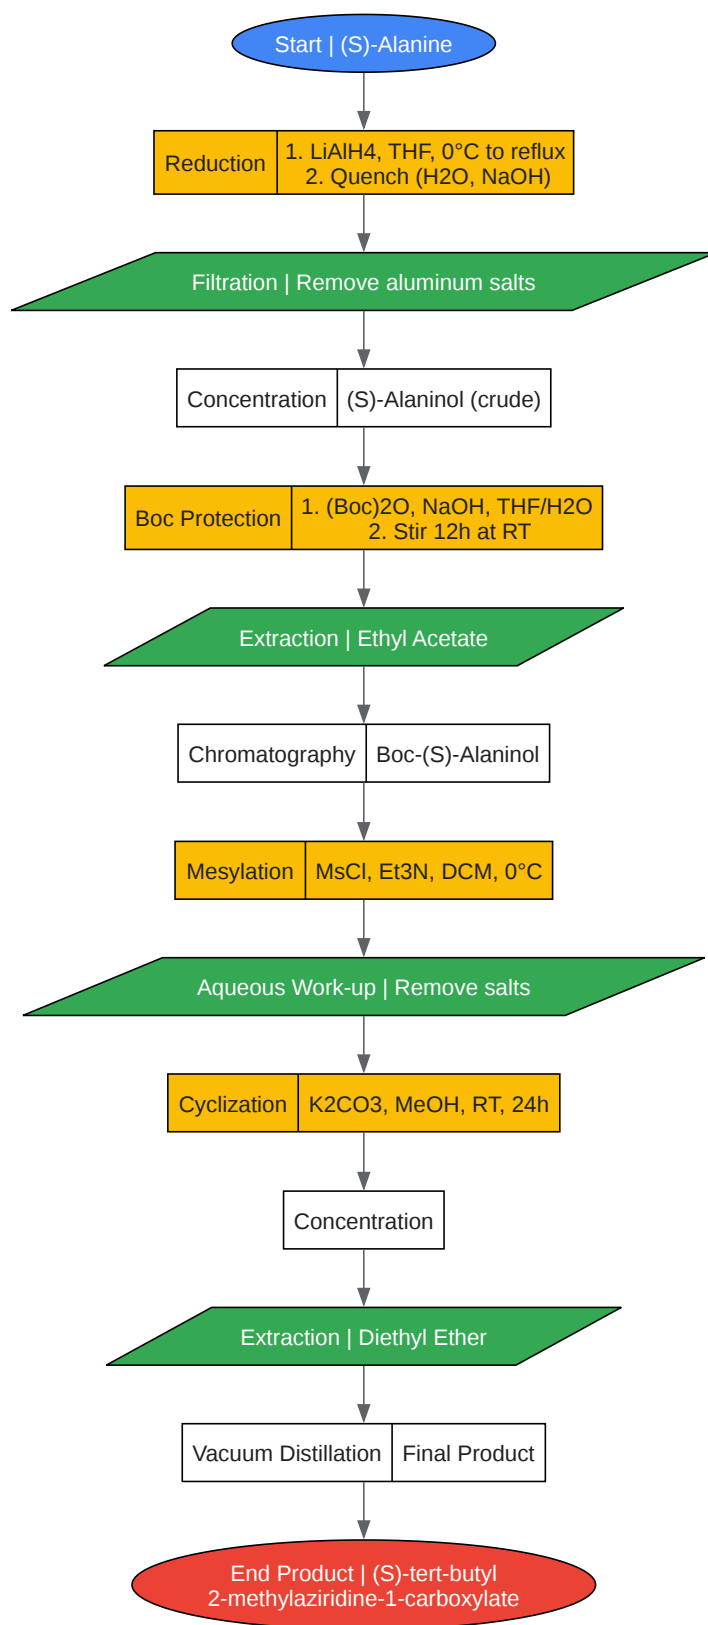 Start | (S)-Alanine
Reduction
1. LiAlH4, THF, 0°C to reflux
2. Quench (H2O, NaOH)
Filtration | Remove aluminum salts
Concentration
(S)-Alaninol (crude)
Boc Protection
1. (Boc)2O, NaOH, THF/H2O
2. Stir 12h at RT
Extraction | Ethyl Acetate
Chromatography
Boc-(S)-Alaninol
Mesylation
MsCl, Et3N, DCM, 0°C
Aqueous Work-up | Remove salts
Cyclization
K2CO3, MeOH, RT, 24h
Concentration
Extraction | Diethyl Ether
Vacuum Distillation
Final Product
End Product | (S)-tert-butyl
2-methylaziridine-1-carboxylate